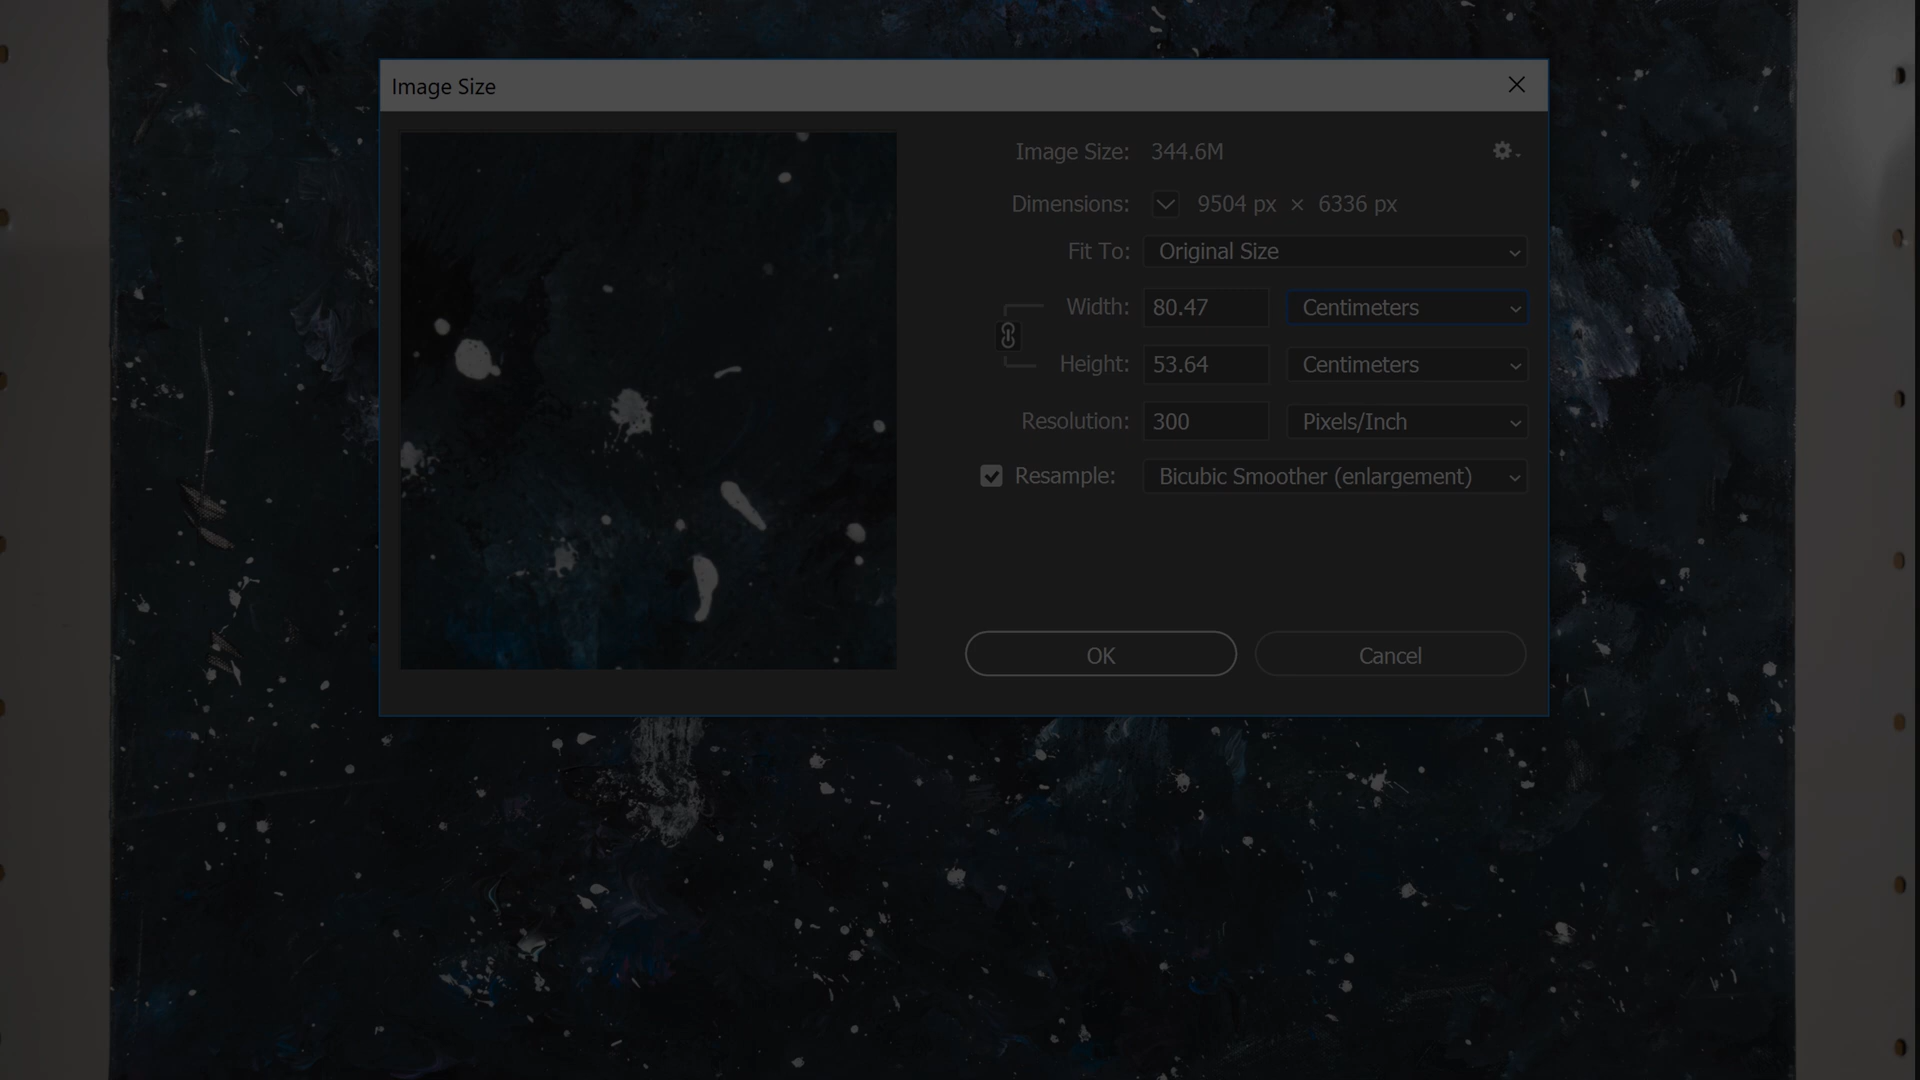 Image Size
Image Size: 344.6M
Dimensions: 9504 px × 6336 px
Fit To: Original Size
Width: 80.47 Centimeters
Height: 53.64 Centimeters
Resolution: 300 Pixels/Inch
Resample: Bicubic Smoother (enlargement)
OK Cancel